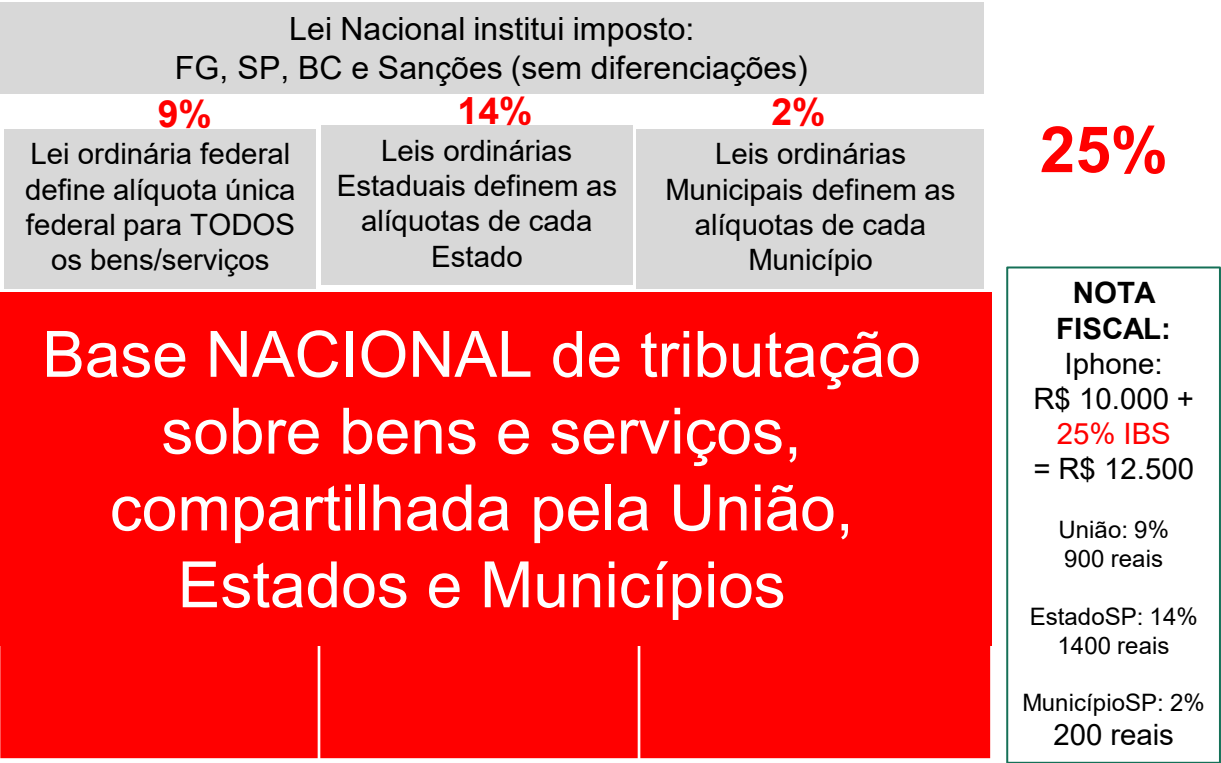 Lei Nacional institui imposto:
FG, SP, BC e Sanções (sem diferenciações)
9%
Lei ordinária federal
define alíquota única
federal para TODOS
os bens/serviços
14%
Leis ordinárias
Estaduais definem as
alíquotas de cada
Estado
2%
Leis ordinárias
Municipais definem as
alíquotas de cada
Município
25%
Base NACIONAL de tributação
sobre bens e serviços,
compartilhada pela União,
Estados e Municípios
NOTA
FISCAL:
Iphone:
R$ 10.000 +
25% IBS
= R$ 12.500
União: 9%
900 reais
EstadoSP: 14%
1400 reais
MunicípioSP: 2%
200 reais